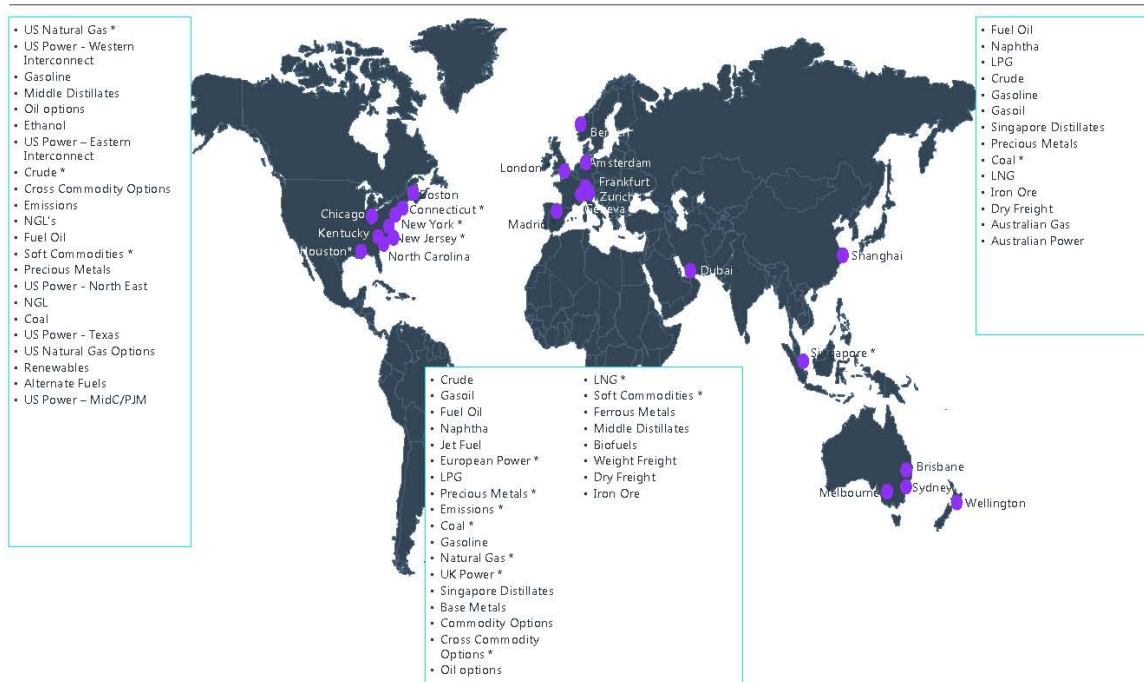 ▪ US Natural Gas *
▪ US Power - Western
Interconnect
▪ Gasoline
▪ Middle Distillates
▪ Oil options
▪ Ethanol
▪ US Power – Eastern
Interconnect
▪ Crude *
▪ Cross Commodity Options
▪ Emissions
▪ NGL's
▪ Fuel Oil
▪ Soft Commodities *
▪ Precious Metals
▪ US Power - North East
▪ NGL
▪ Coal
▪ US Power - Texas
▪ US Natural Gas Options
▪ Renewables
▪ Alternate Fuels
▪ US Power – MidC/PJM
Boston
Chicago
Connecticut *
New York *
Kentucky
New Jersey *
Houston*
North Carolina
Bergen
London
Amsterdam
Frankfurt
Zurich
Geneva
Madrid
Dubai
Shanghai
Singapore *
Brisbane
Melbourne
Sydney
Wellington
▪ Crude
▪ Gasoil
▪ Fuel Oil
▪ Naphtha
▪ Jet Fuel
▪ European Power *
▪ LPG
▪ Precious Metals *
▪ Emissions *
▪ Coal *
▪ Gasoline
▪ Natural Gas *
▪ UK Power *
▪ Singapore Distillates
▪ Base Metals
▪ Commodity Options
▪ Cross Commodity
Options *
▪ Oil options
▪ LNG *
▪ Soft Commodities *
▪ Ferrous Metals
▪ Middle Distillates
▪ Biofuels
▪ Weight Freight
▪ Dry Freight
▪ Iron Ore
▪ Fuel Oil
▪ Naphtha
▪ LPG
▪ Crude
▪ Gasoline
▪ Gasoil
▪ Singapore Distillates
▪ Precious Metals
▪ Coal *
▪ LNG
▪ Iron Ore
▪ Dry Freight
▪ Australian Gas
▪ Australian Power